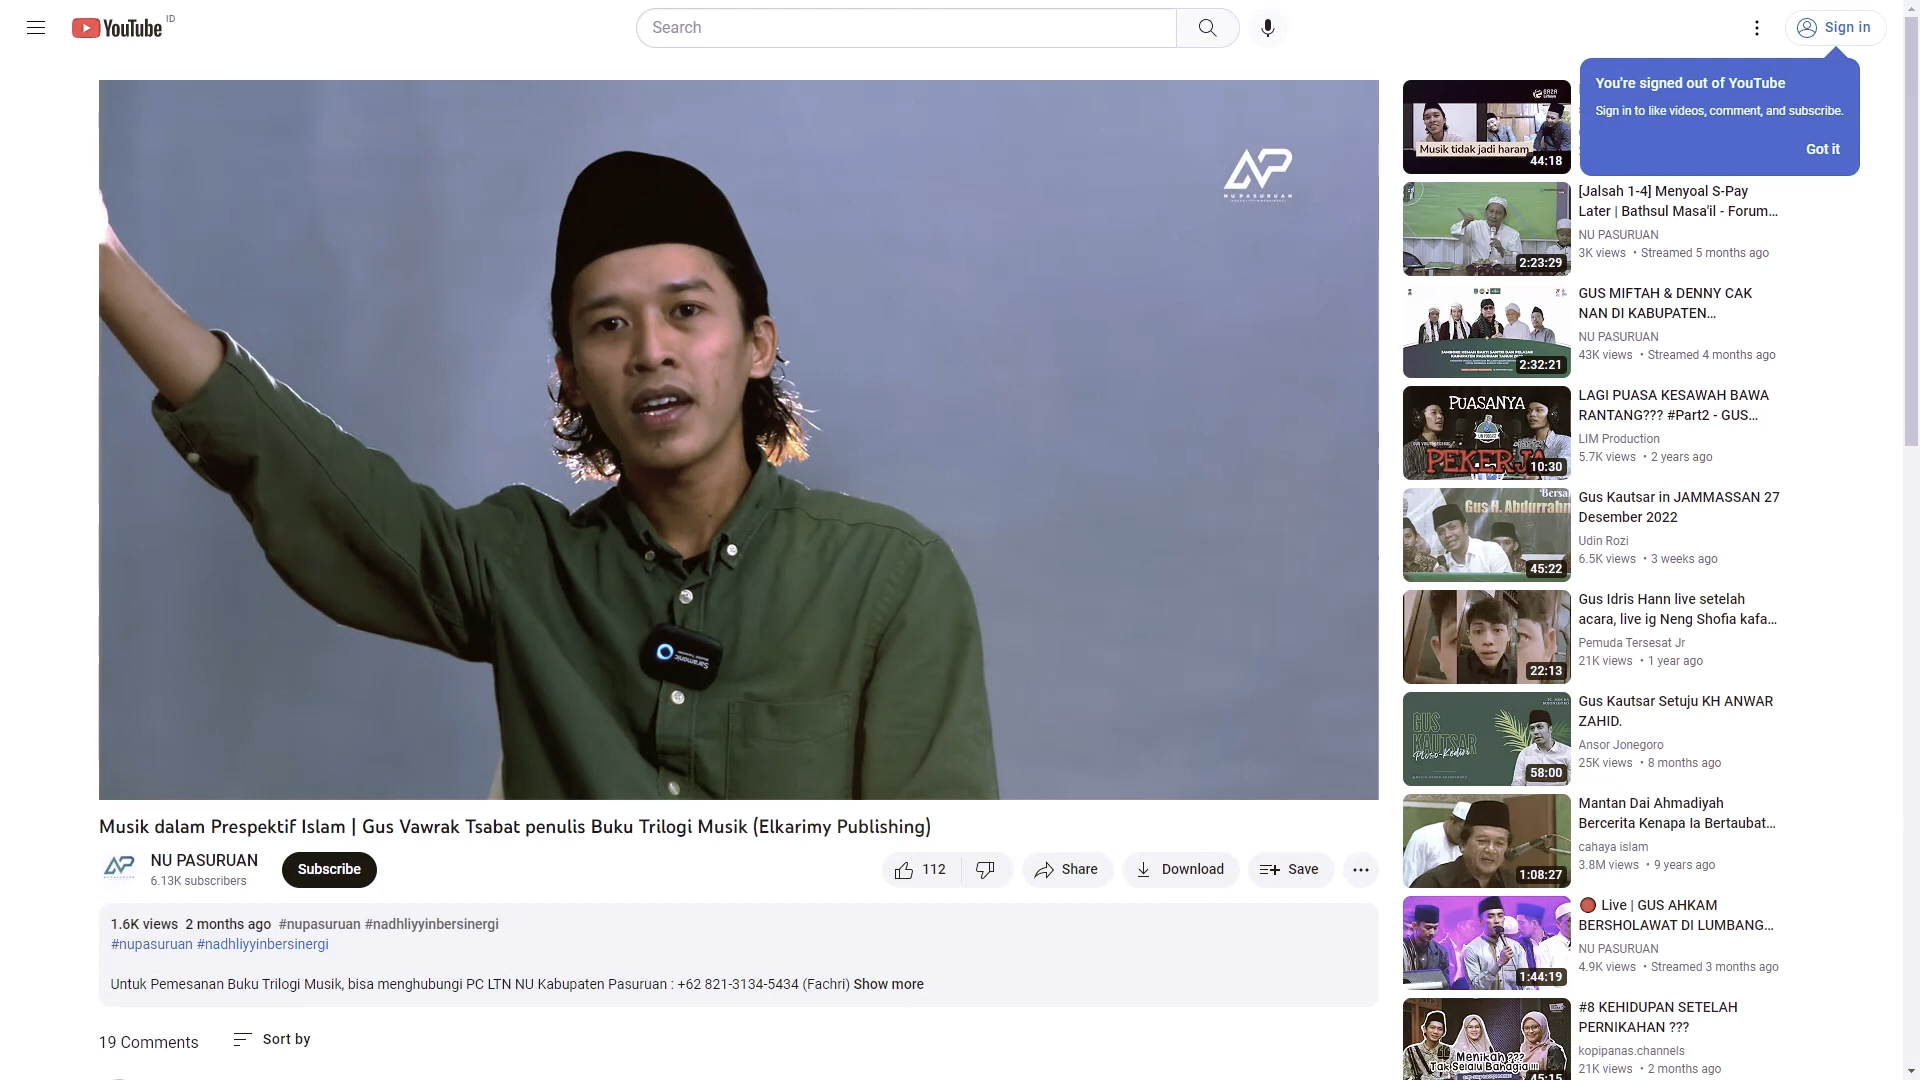 YouTube ID
Search
Sign in
You're signed out of YouTube
Sign in to like videos, comment, and subscribe.
Got it
NU PASURUAN
Saramonic
Musik dalam Prespektif Islam | Gus Vawrak Tsabat penulis Buku Trilogi Musik (Elkarimy Publishing)
NU PASURUAN
6.13K subscribers
Subscribe
112
Share
Download
Save
1.6K views 2 months ago #nupasuruan #nadhliyyinbersinergi
#nupasuruan #nadhliyyinbersinergi
Untuk Pemesanan Buku Trilogi Musik, bisa menghubungi PC LTN NU Kabupaten Pasuruan : +62 821-3134-5434 (Fachri) Show more
19 Comments
Sort by
Musik tidak jadi haram
44:18
[Jalsah 1-4] Menyoal S-Pay
Later | Bathsul Masa'il - Forum...
NU PASURUAN
3K views • Streamed 5 months ago
2:23:29
GUS MIFTAH & DENNY CAK
NAN DI KABUPATEN...
NU PASURUAN
43K views • Streamed 4 months ago
2:32:21
PUASANYA
PEKERJA
10:30
LAGI PUASA KESAWAH BAWA
RANTANG??? #Part2 - GUS...
LIM Production
5.7K views • 2 years ago
Bersa
Gus H. Abdurrahm
45:22
Gus Kautsar in JAMMASSAN 27
Desember 2022
Udin Rozi
6.5K views • 3 weeks ago
22:13
Gus Idris Hann live setelah
acara, live ig Neng Shofia kafa...
Pemuda Tersesat Jr
21K views • 1 year ago
GUS
KAUTSAR
Ploso-Kediri
58:00
Gus Kautsar Setuju KH ANWAR
ZAHID.
Ansor Jonegoro
25K views • 8 months ago
1:08:27
Mantan Dai Ahmadiyah
Bercerita Kenapa Ia Bertaubat...
cahaya islam
3.8M views • 9 years ago
1:44:19
Live | GUS AHKAM
BERSHOLAWAT DI LUMBANG...
NU PASURUAN
4.9K views • Streamed 3 months ago
Menikah ???
Tak Selalu Bahagia !!!
45:15
#8 KEHIDUPAN SETELAH
PERNIKAHAN ???
kopipanas.channels
21K views • 2 months ago